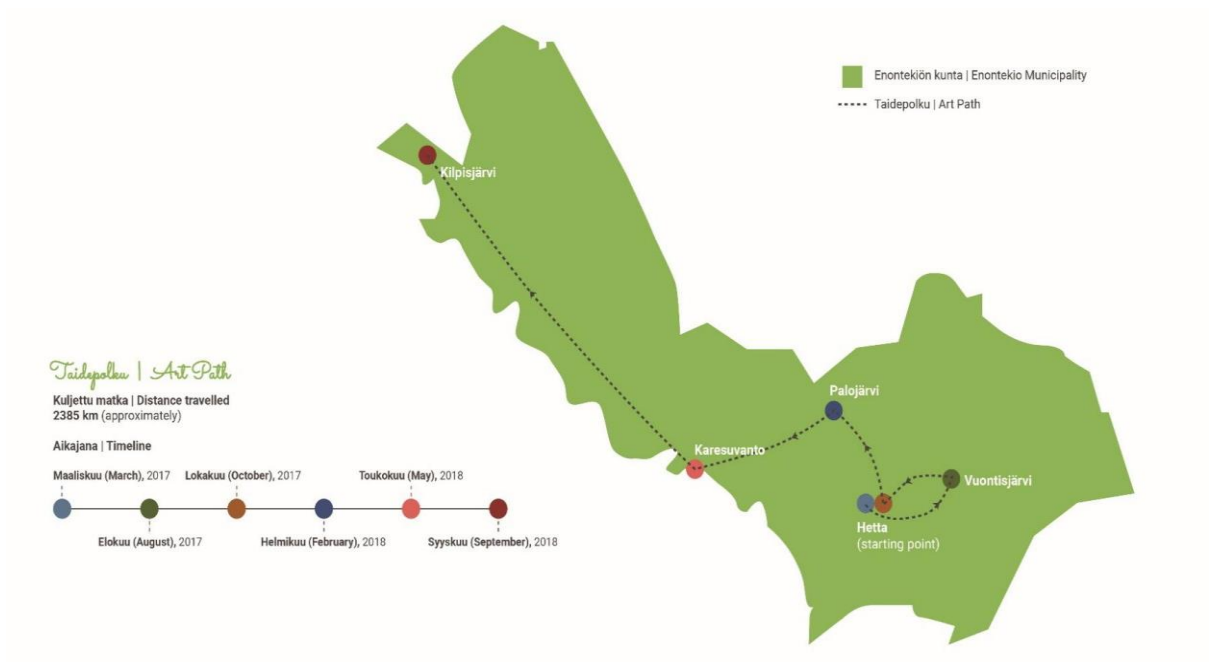 Enontekiön kunta | Enontekio Municipality
Taidepolku | Art Path
Kilpisjärvi
Palojärvi
Karesuvanto
Vuontisjärvi
Hetta
(starting point)
Taidepolku | Art Path
Kuljettu matka | Distance travelled
2385 km (approximately)
Aikajana | Timeline
Maaliskuu (March), 2017 Lokakuu (October), 2017 Toukokuu (May), 2018
Elokuu (August), 2017 Helmikuu (February), 2018 Syyskuu (September), 2018